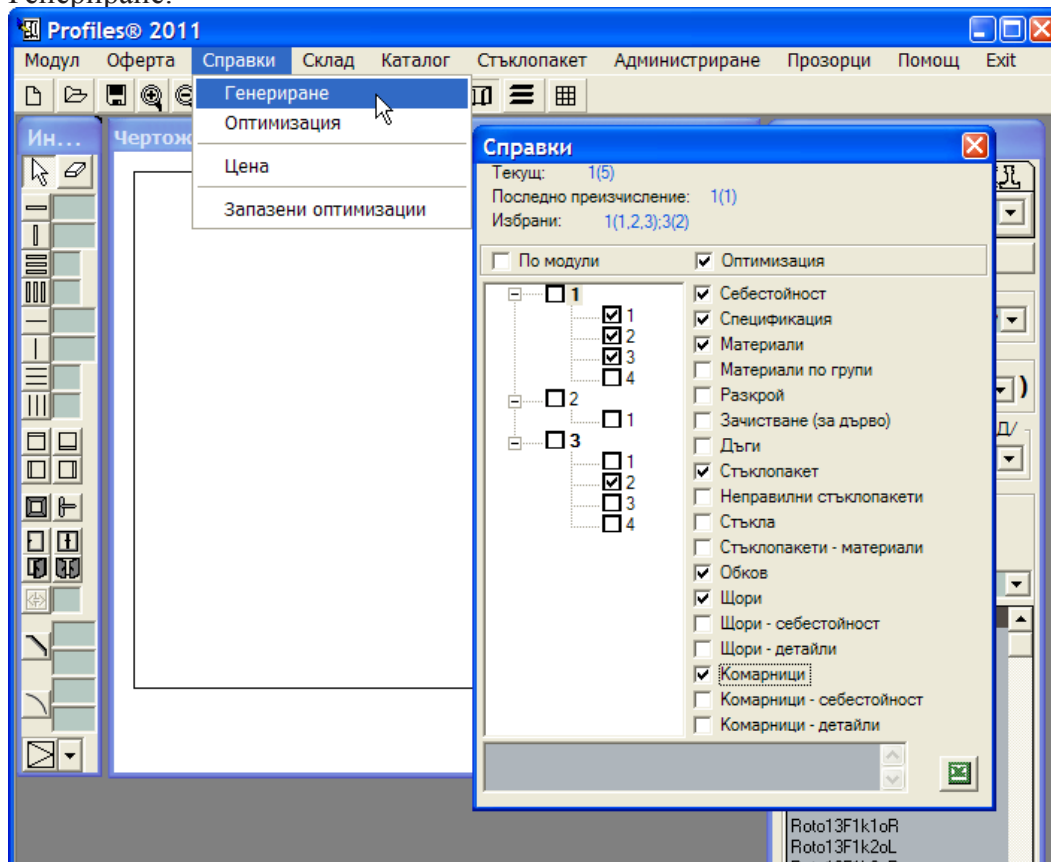 Генериране.
Profiles® 2011
Модул Оферта Справки Склад Каталог Стъклопакет Администриране Прозорци Помощ Exit
Генериране
Оптимизация
Цена
Запазени оптимизации
Ин...
Чертож
Справки
Текущ: 1(5)
Последно преизчисление: 1(1)
Избрани: 1(1,2,3);3(2)
По модули
Оптимизация
1
1
2
3
4
2
1
3
1
2
3
4
Себестойност
Спецификация
Материали
Материали по групи
Разкрой
Зачистване (за дърво)
Дъги
Стъклопакет
Неправилни стъклопакети
Стъкла
Стъклопакети - материали
Обков
Щори
Щори - себестойност
Щори - детайли
Комарници
Комарници - себестойност
Комарници - детайли
)
Д/
Roto13F1k1oR
Roto13F1k2oL